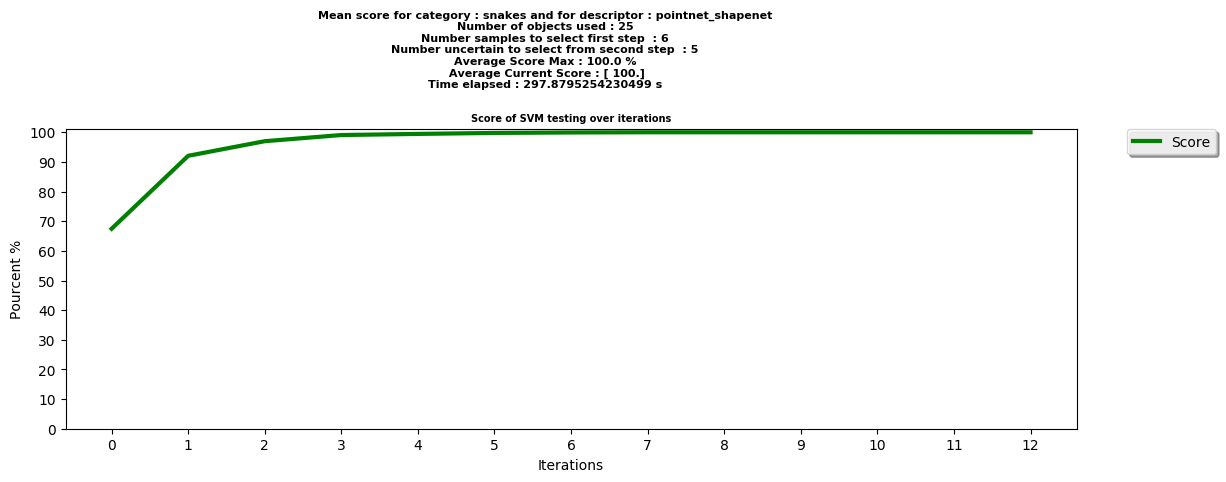 Mean score for category : snakes and for descriptor : pointnet_shapenet
Number of objects used : 25
Number samples to select first step  : 6
Number uncertain to select from second step  : 5
Average Score Max : 100.0 %
Average Current Score : [ 100.]
Time elapsed : 297.8795254230499 s
Score of SVM testing over iterations
100
90
80
70
60
50
40
30
20
10
0
Pourcent %
0 1 2 3 4 5 6 7 8 9 10 11 12
Iterations
Score